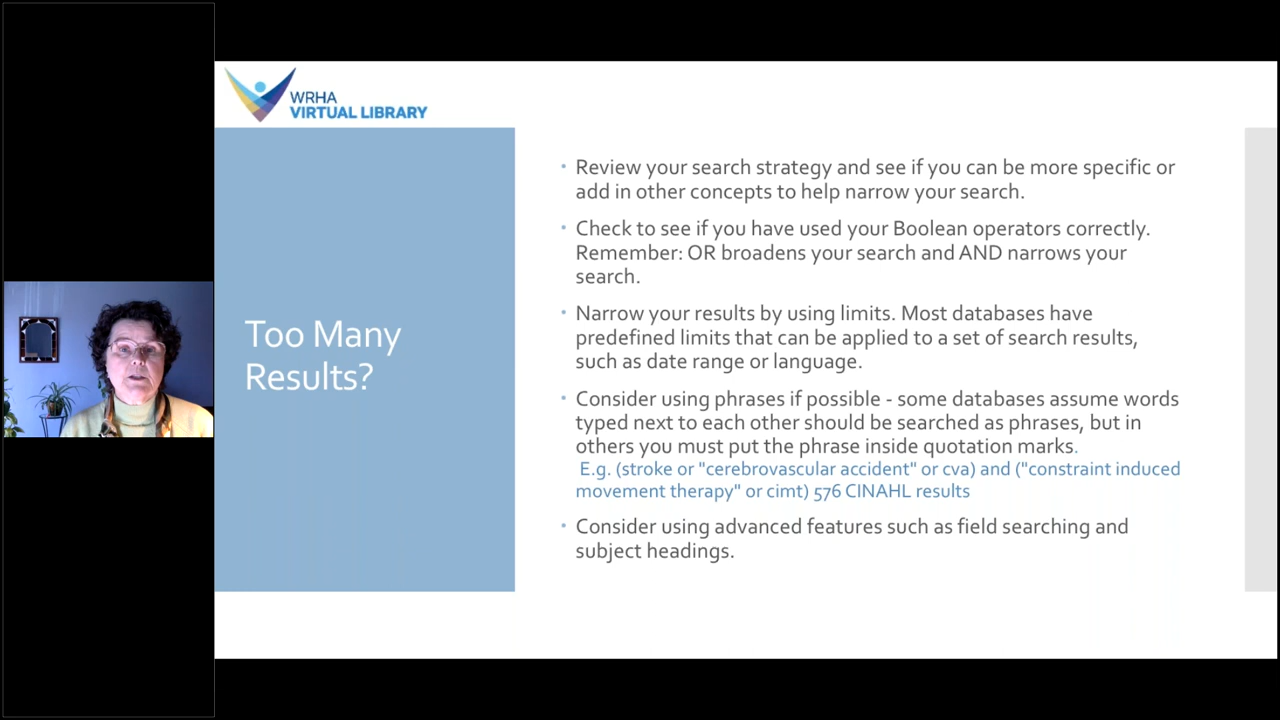 WRHA
VIRTUAL LIBRARY
Too Many
Results?
• Review your search strategy and see if you can be more specific or
add in other concepts to help narrow your search.
• Check to see if you have used your Boolean operators correctly.
Remember: OR broadens your search and AND narrows your
search.
• Narrow your results by using limits. Most databases have
predefined limits that can be applied to a set of search results,
such as date range or language.
• Consider using phrases if possible - some databases assume words
typed next to each other should be searched as phrases, but in
others you must put the phrase inside quotation marks.
E.g. (stroke or "cerebrovascular accident" or cva) and ("constraint induced
movement therapy" or cimt) 576 CINAHL results
• Consider using advanced features such as field searching and
subject headings.